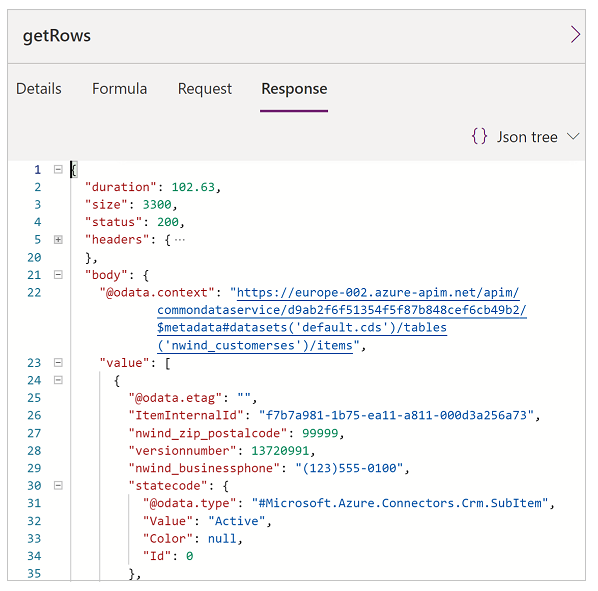 getRows
Details Formula Request Response
{} Json tree
1 {
2 "duration": 102.63,
3 "size": 3300,
4 "status": 200,
5 "headers": { ···
20 },
21 "body": {
22 "@odata.context": "https://europe-002.azure-apim.net/apim/
commondataservice/d9ab2f6f51354f5f87b848cef6cb49b2/
$metadata#datasets('default.cds')/tables
('nwind_customerses')/items",
23 "value": [
24 {
25 "@odata.etag": "",
26 "ItemInternalId": "f7b7a981-1b75-ea11-a811-000d3a256a73",
27 "nwind_zip_postalcode": 99999,
28 "versionnumber": 13720991,
29 "nwind_businessphone": "(123)555-0100",
30 "statecode": {
31 "@odata.type": "#Microsoft.Azure.Connectors.Crm.SubItem",
32 "Value": "Active",
33 "Color": null,
34 "Id": 0
35 },